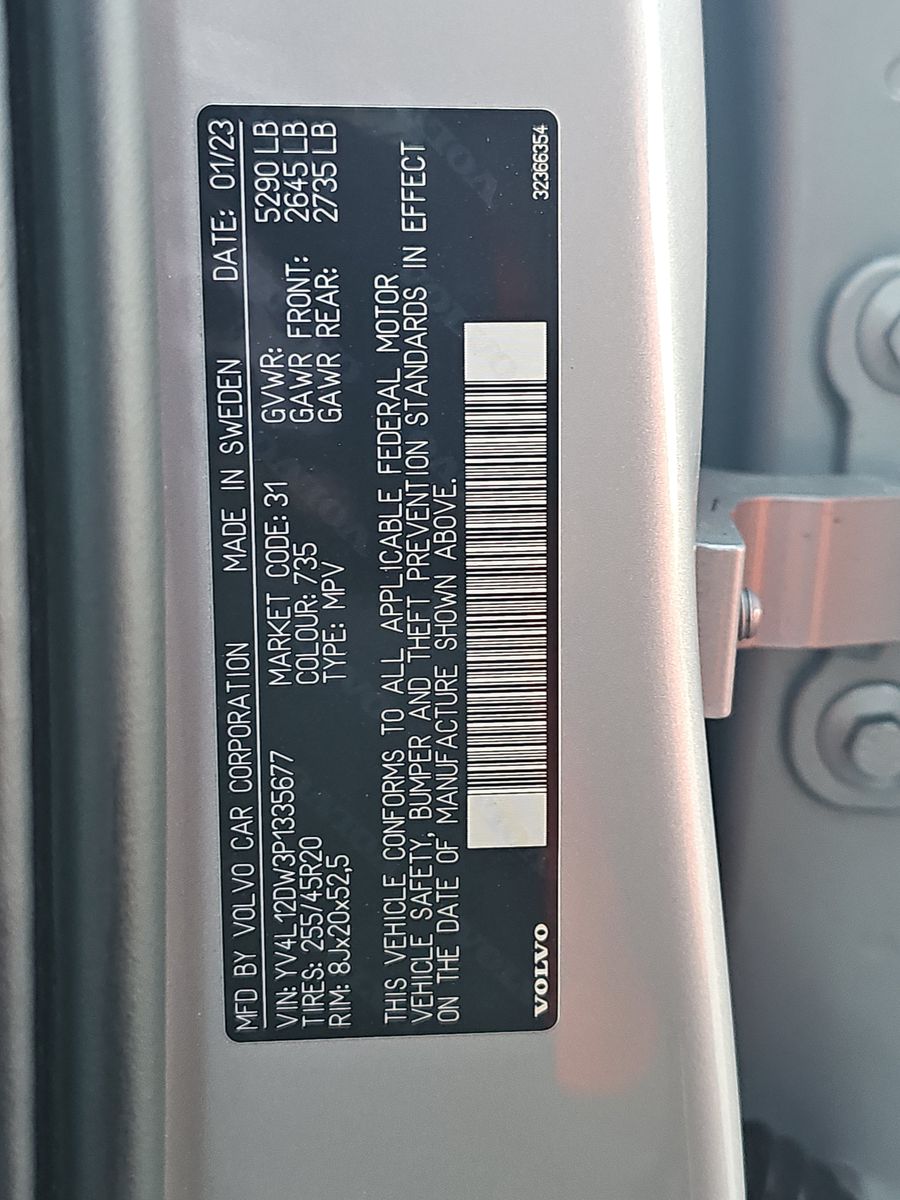 MFD BY VOLVO CAR CORPORATION MADE IN SWEDEN DATE: 01/23
VIN: YV4L12DW3P1335677 MARKET CODE: 31 GVWR: 5290 LB
TIRES: 255/45R20 COLOUR: 735 GAWR FRONT: 2645 LB
RIM: 8Jx20x52,5 TYPE: MPV GAWR REAR: 2735 LB
THIS VEHICLE CONFORMS TO ALL APPLICABLE FEDERAL MOTOR
VEHICLE SAFETY, BUMPER AND THEFT PREVENTION STANDARDS IN EFFECT
ON THE DATE OF MANUFACTURE SHOWN ABOVE.
VOLVO 32366354